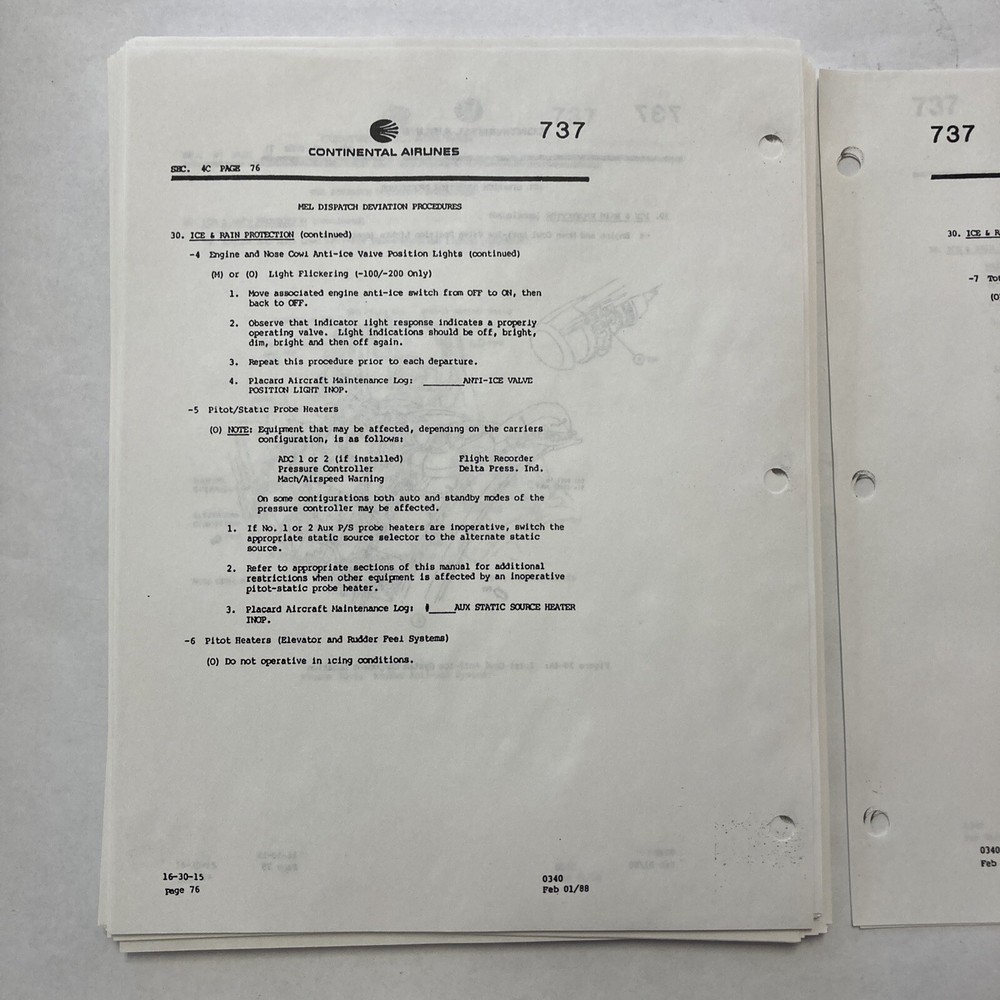 737
CONTINENTAL AIRLINES
SEC. 4C PAGE 76
MEL DISPATCH DEVIATION PROCEDURES
30. ICE & RAIN PROTECTION (continued)
-4 Engine and Nose Cowl Anti-ice Valve Position Lights (continued)
(M) or (O) Light Flickering (-100/-200 Only)
1. Move associated engine anti-ice switch from OFF to ON, then
back to OFF.
2. Observe that indicator light response indicates a properly
operating valve. Light indications should be off, bright,
dim, bright and then off again.
3. Repeat this procedure prior to each departure.
4. Placard Aircraft Maintenance Log: ______ANTI-ICE VALVE
POSITION LIGHT INOP.
-5 Pitot/Static Probe Heaters
(O) NOTE: Equipment that may be affected, depending on the carriers
configuration, is as follows:
ADC 1 or 2 (if installed) Flight Recorder
Pressure Controller Delta Press. Ind.
Mach/Airspeed Warning
On some configurations both auto and standby modes of the
pressure controller may be affected.
1. If No. 1 or 2 Aux P/S probe heaters are inoperative, switch the
appropriate static source selector to the alternate static
source.
2. Refer to appropriate sections of this manual for additional
restrictions when other equipment is affected by an inoperative
pitot-static probe heater.
3. Placard Aircraft Maintenance Log: #____AUX STATIC SOURCE HEATER
INOP.
-6 Pitot Heaters (Elevator and Rudder Feel Systems)
(O) Do not operative in icing conditions.
16-30-15
page 76
0340
Feb 01/88
737
30. ICE & R
-7 Tot
(O
0340
Feb